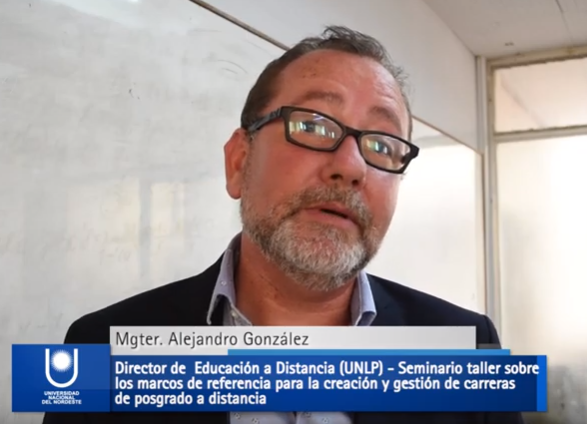 Mgter. Alejandro González
Director de Educación a Distancia (UNLP) - Seminario taller sobre
los marcos de referencia para la creación y gestión de carreras
de posgrado a distancia
UNIVERSIDAD
NACIONAL
DEL NORDESTE